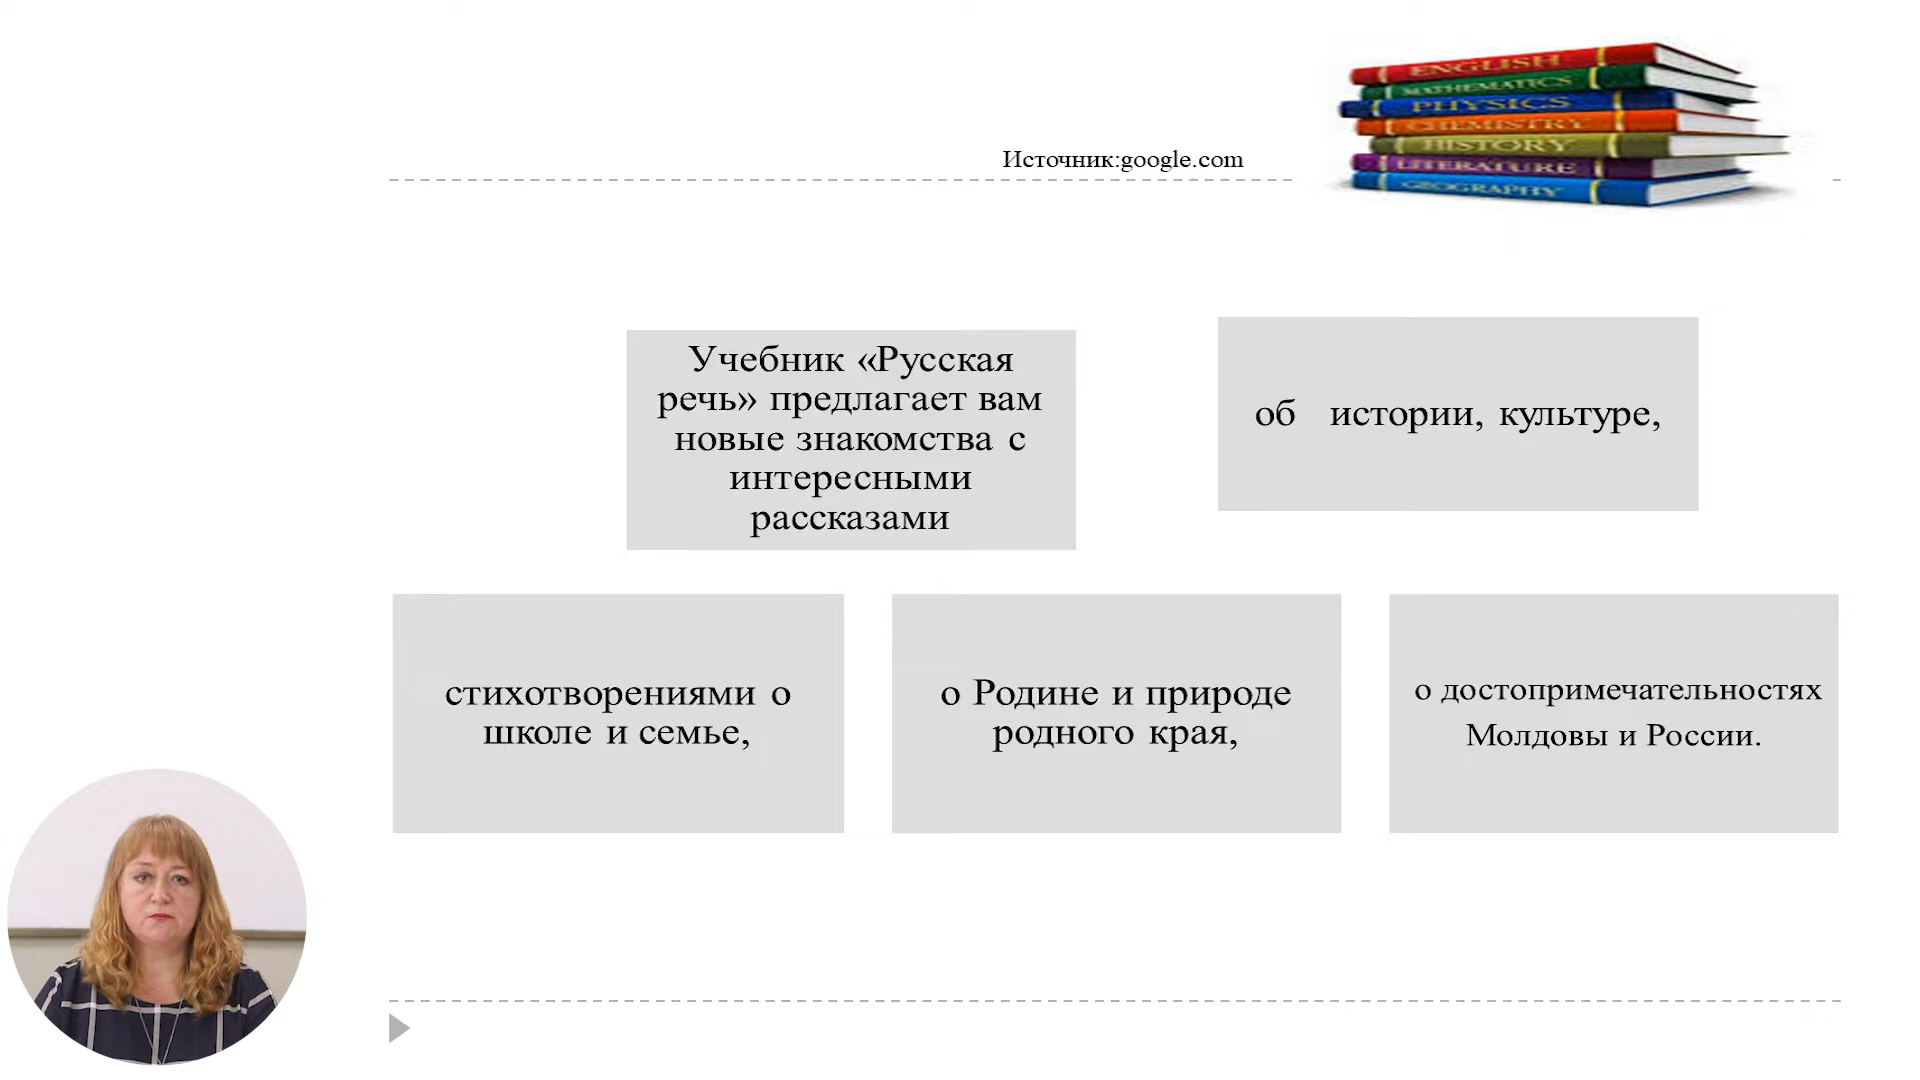 ENGLISH
MATHEMATICS
PHYSICS
CHEMISTRY
HISTORY
LITERATURE
GEOGRAPHY
Источник:google.com
Учебник «Русская
речь» предлагает вам
новые знакомства с
интересными
рассказами
об истории, культуре,
стихотворениями о
школе и семье,
о Родине и природе
родного края,
о достопримечательностях
Молдовы и России.